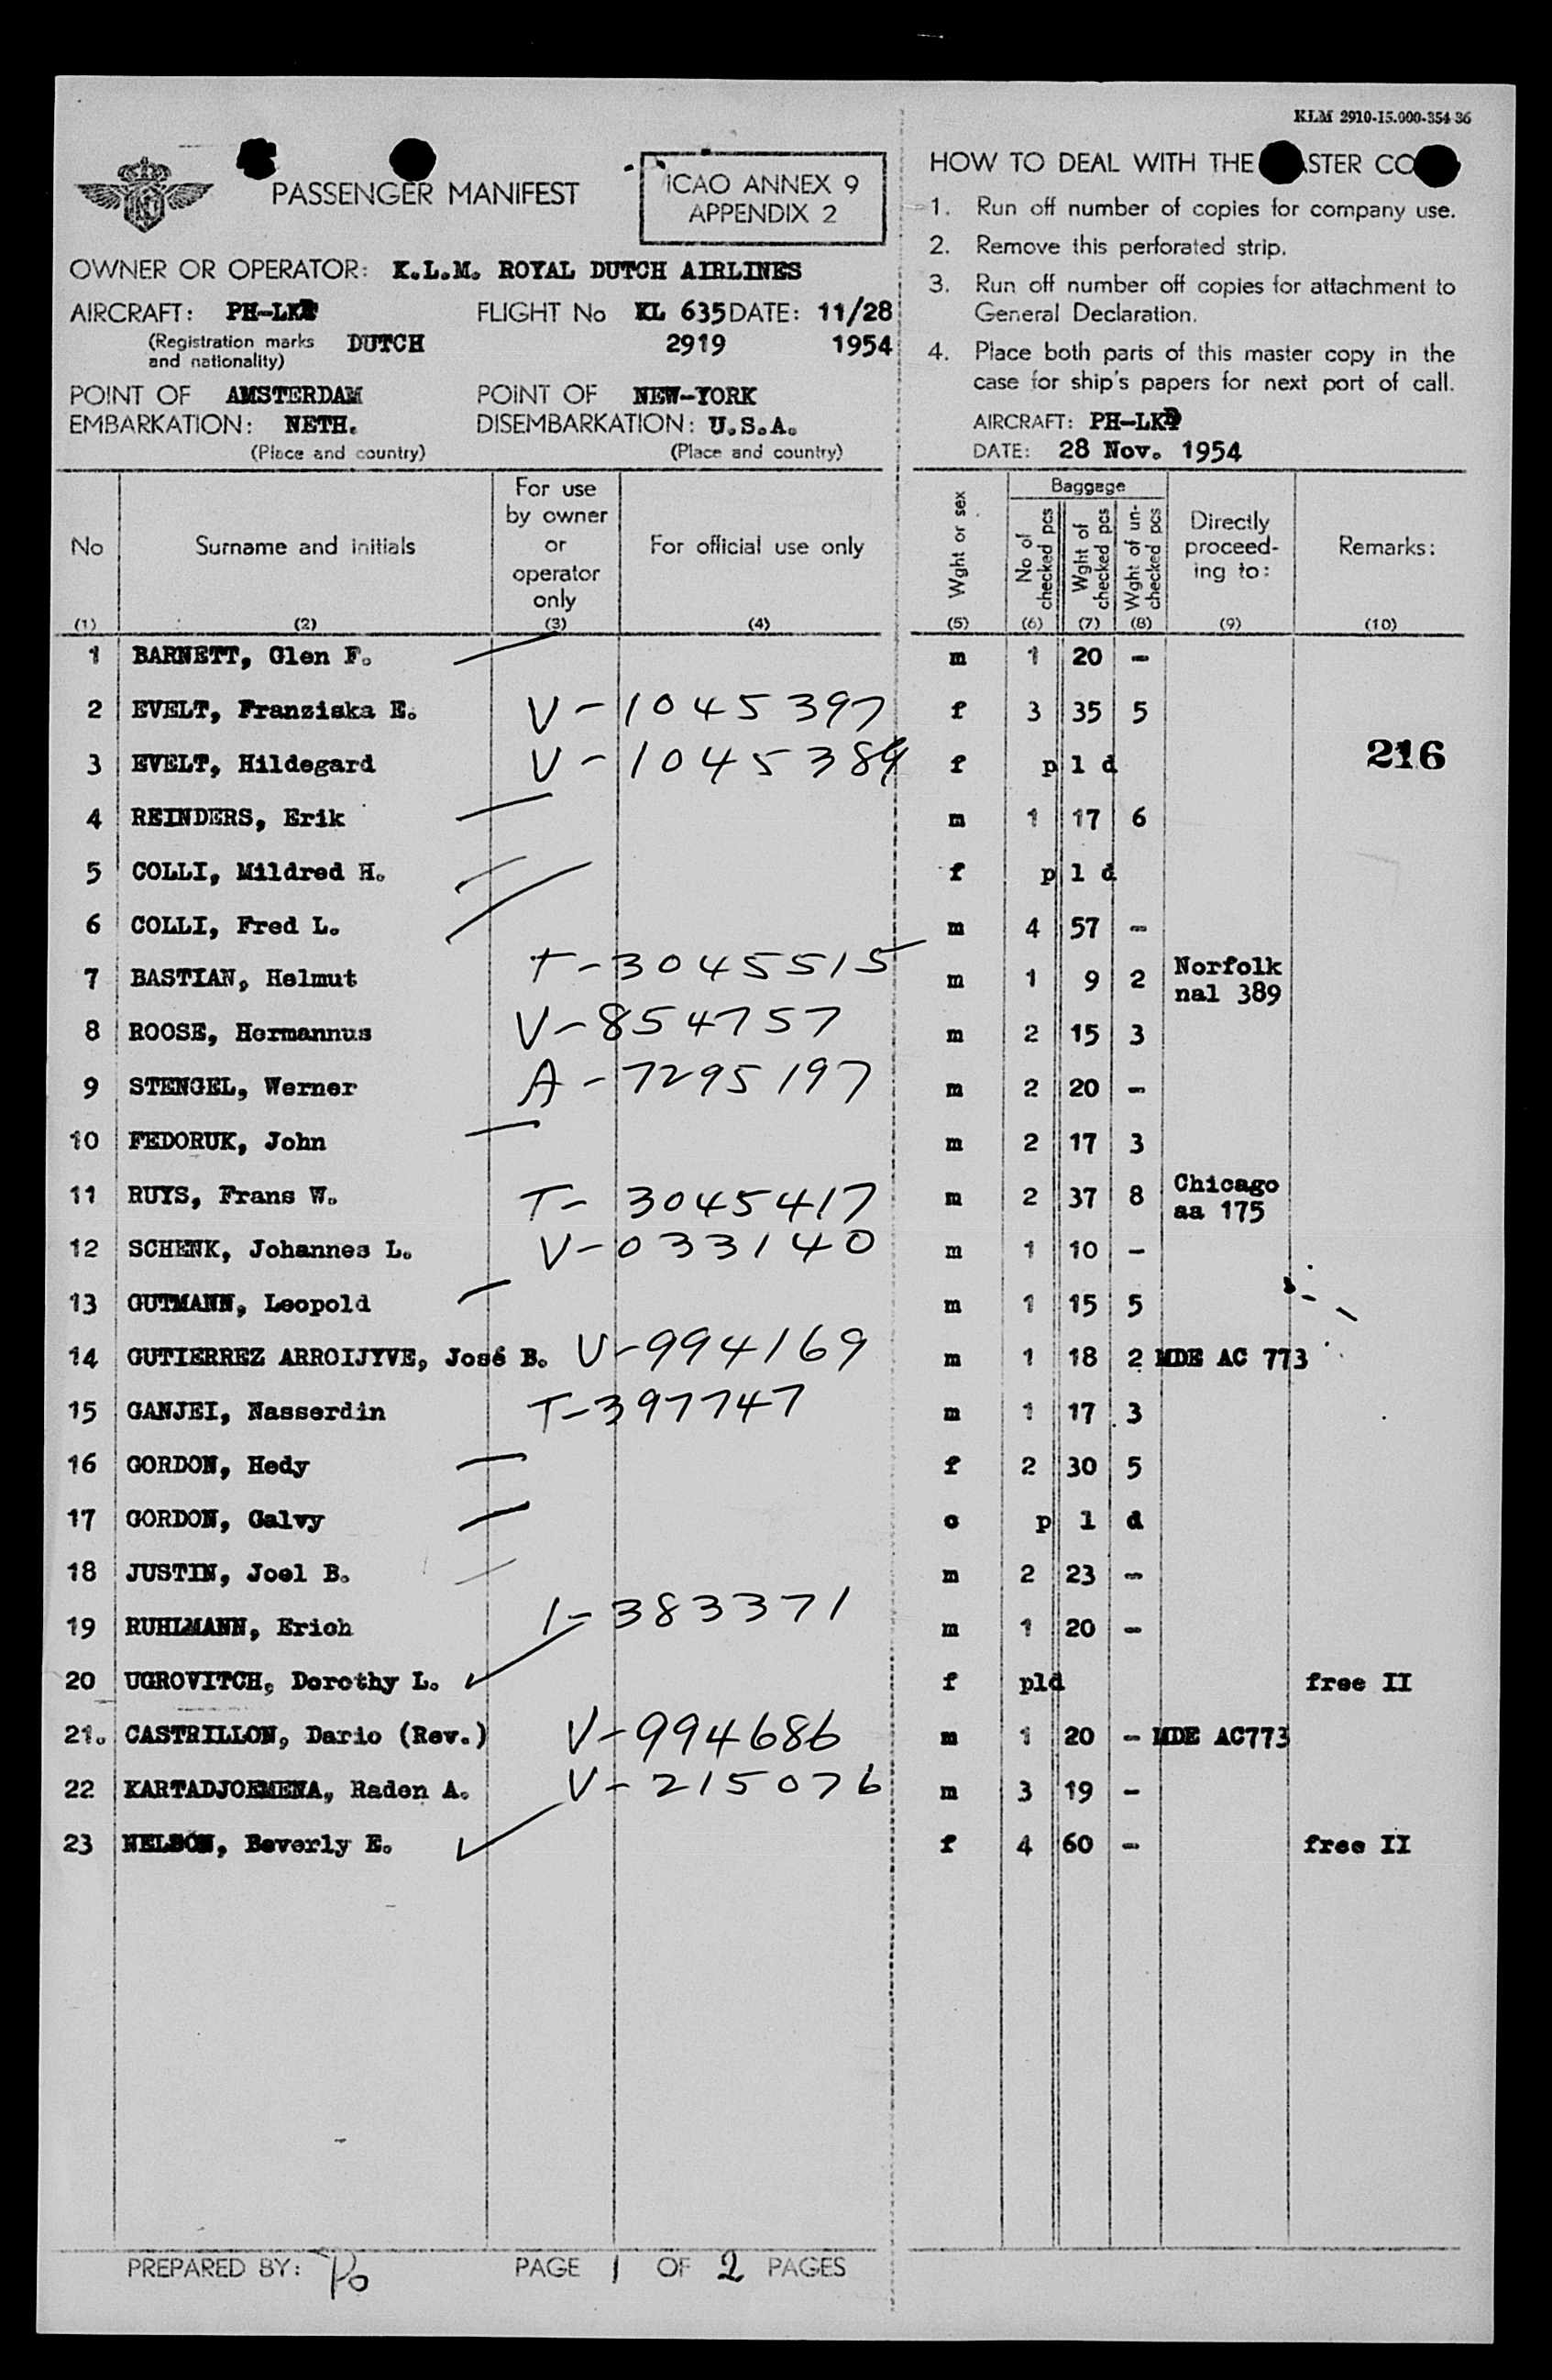 KLM 2910-15.000-354-36
PASSENGER MANIFEST
ICAO ANNEX 9
APPENDIX 2
OWNER OR OPERATOR: K.L.M. ROYAL DUTCH AIRLINES
AIRCRAFT: FLIGHT No KL 635 DATE: 11/28
(Registration marks and nationality) DUTCH 2919 1954
POINT OF AMSTERDAM POINT OF NEW-YORK
EMBARKATION: NETH. DISEMBARKATION: U.S.A.
(Place and country) (Place and country)
HOW TO DEAL WITH THE STER CO
1. Run off number of copies for company use.
2. Remove this perforated strip.
3. Run off number off copies for attachment to
General Declaration.
4. Place both parts of this master copy in the
case for ship's papers for next port of call.
AIRCRAFT:
DATE: 28 Nov. 1954
No Surname and initials For use by owner or operator only For official use only Wght or sex Baggage No of checked pcs Wght of checked pcs Wght of un-checked pcs Directly proceed-ing to: Remarks:
(1) (2) (3) (4) (5) (6) (7) (8) (9) (10)
1 BARNETT, Glen F. m 1 20 -
2 EVELT, Franziska E. V-1045397 f 3 35 5
3 EVELT, Hildegard f p l d
216
4 REINDERS, Erik m 1 17 6
5 COLLI, Mildred H. f p l d
6 COLLI, Fred L. m 4 57 -
7 BASTIAN, Helmut T-3045515 m 1 9 2 Norfolk nal 389
8 ROOSE, Hermannus V-854757 m 2 15 3
9 STENGEL, Werner A-7295197 m 2 20 -
10 FEDORUK, John m 2 17 3
11 RUYS, Frans W. T-3045417 m 2 37 8 Chicago aa 175
12 SCHENK, Johannes L. V-033140 m 1 10 -
13 GUTMANN, Leopold m 1 15 5
14 GUTIERREZ ARROIJYVE, José B. V-994169 m 1 18 2 MDE AC 773
15 GANJEI, Nasserdin T-397747 m 1 17 3
16 GORDON, Hedy f 2 30 5
17 GORDON, Galvy c p l d
18 JUSTIN, Joel B. m 2 23 -
19 RUHLMANN, Erich 1-383371 m 1 20 -
20 UGROVITCH, Dorothy L. f pld free II
21. CASTRILLON, Dario (Rev.) V-994686 m 1 20 - MDE AC773
22 KARTADJOEMENA, Raden A. V-215076 m 3 19 -
23 NELSON, Beverly E. f 4 60 - free II
PREPARED BY: PAGE 1 OF 2 PAGES